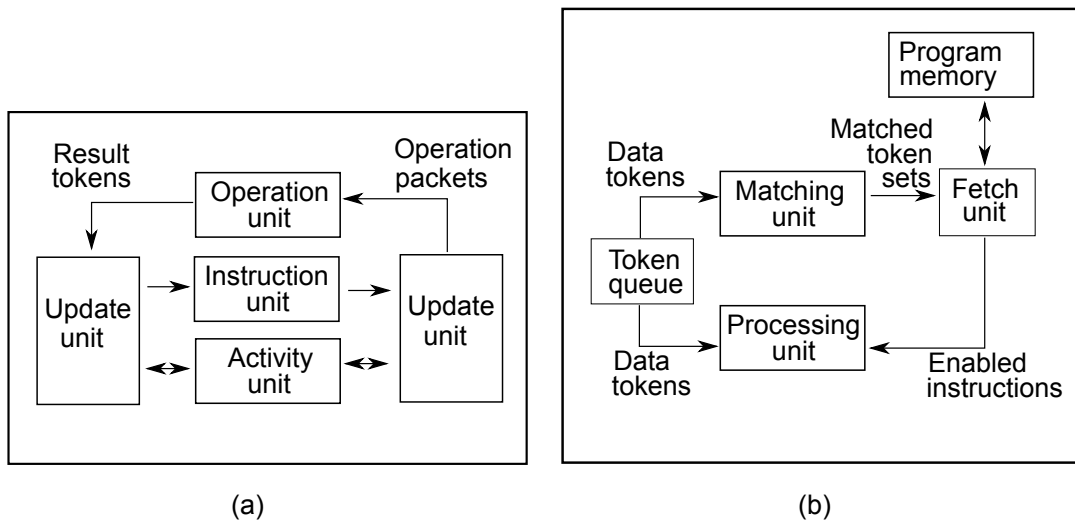 Result
tokens
Operation
packets
Operation
unit
Update
unit
Instruction
unit
Update
unit
Activity
unit
(a)
Program
memory
Data
tokens
Matched
token
sets
Matching
unit
Fetch
unit
Token
queue
Processing
unit
Data
tokens
Enabled
instructions
(b)